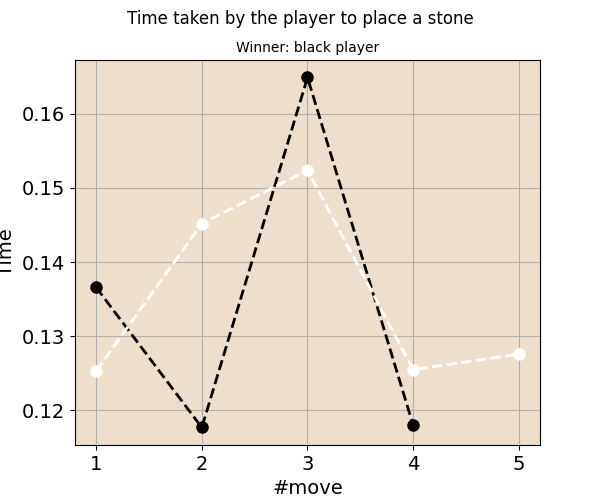 Time taken by the player to place a stone
Winner: black player
0.16
0.15
0.14
0.13
0.12
Time
1 2 3 4 5
#move